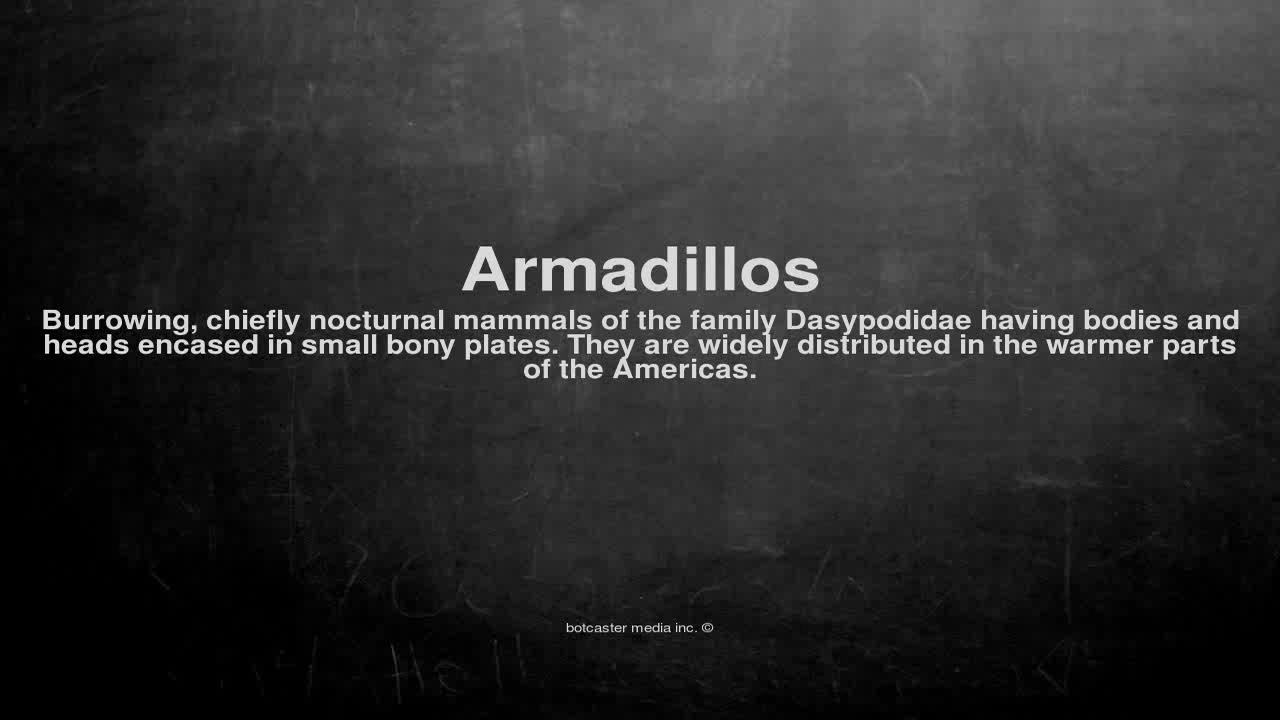 Armadillos
Burrowing, chiefly nocturnal mammals of the family Dasypodidae having bodies and
heads encased in small bony plates. They are widely distributed in the warmer parts
of the Americas.
botcaster media inc. ©